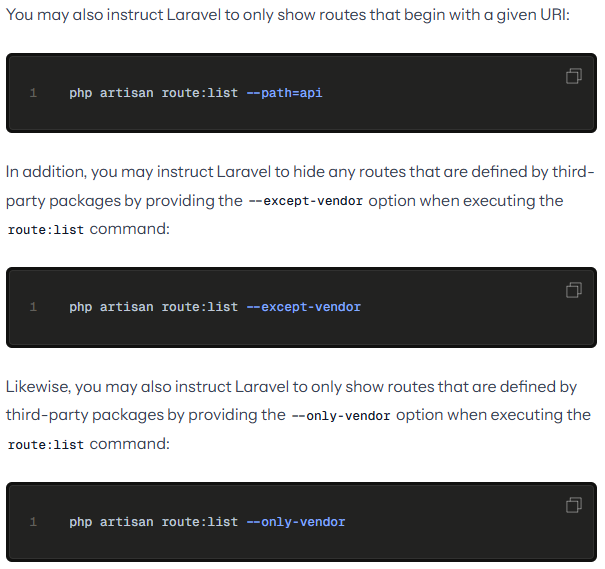 You may also instruct Laravel to only show routes that begin with a given URI:
1 php artisan route:list --path=api
In addition, you may instruct Laravel to hide any routes that are defined by third-
party packages by providing the --except-vendor option when executing the
route:list command:
1 php artisan route:list --except-vendor
Likewise, you may also instruct Laravel to only show routes that are defined by
third-party packages by providing the --only-vendor option when executing the
route:list command:
1 php artisan route:list --only-vendor